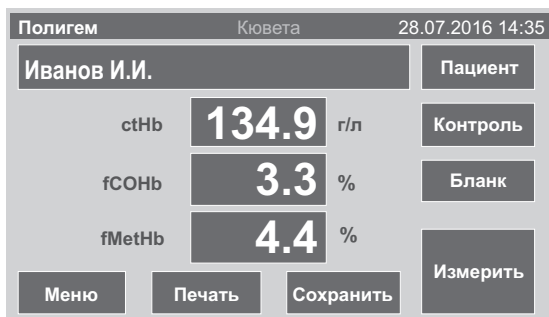 Полигем Кювета 28.07.2016 14:35
Иванов И.И. Пациент
ctHb 134.9 г/л Контроль
fCOHb 3.3 % Бланк
fMetHb 4.4 %
Измерить
Меню Печать Сохранить